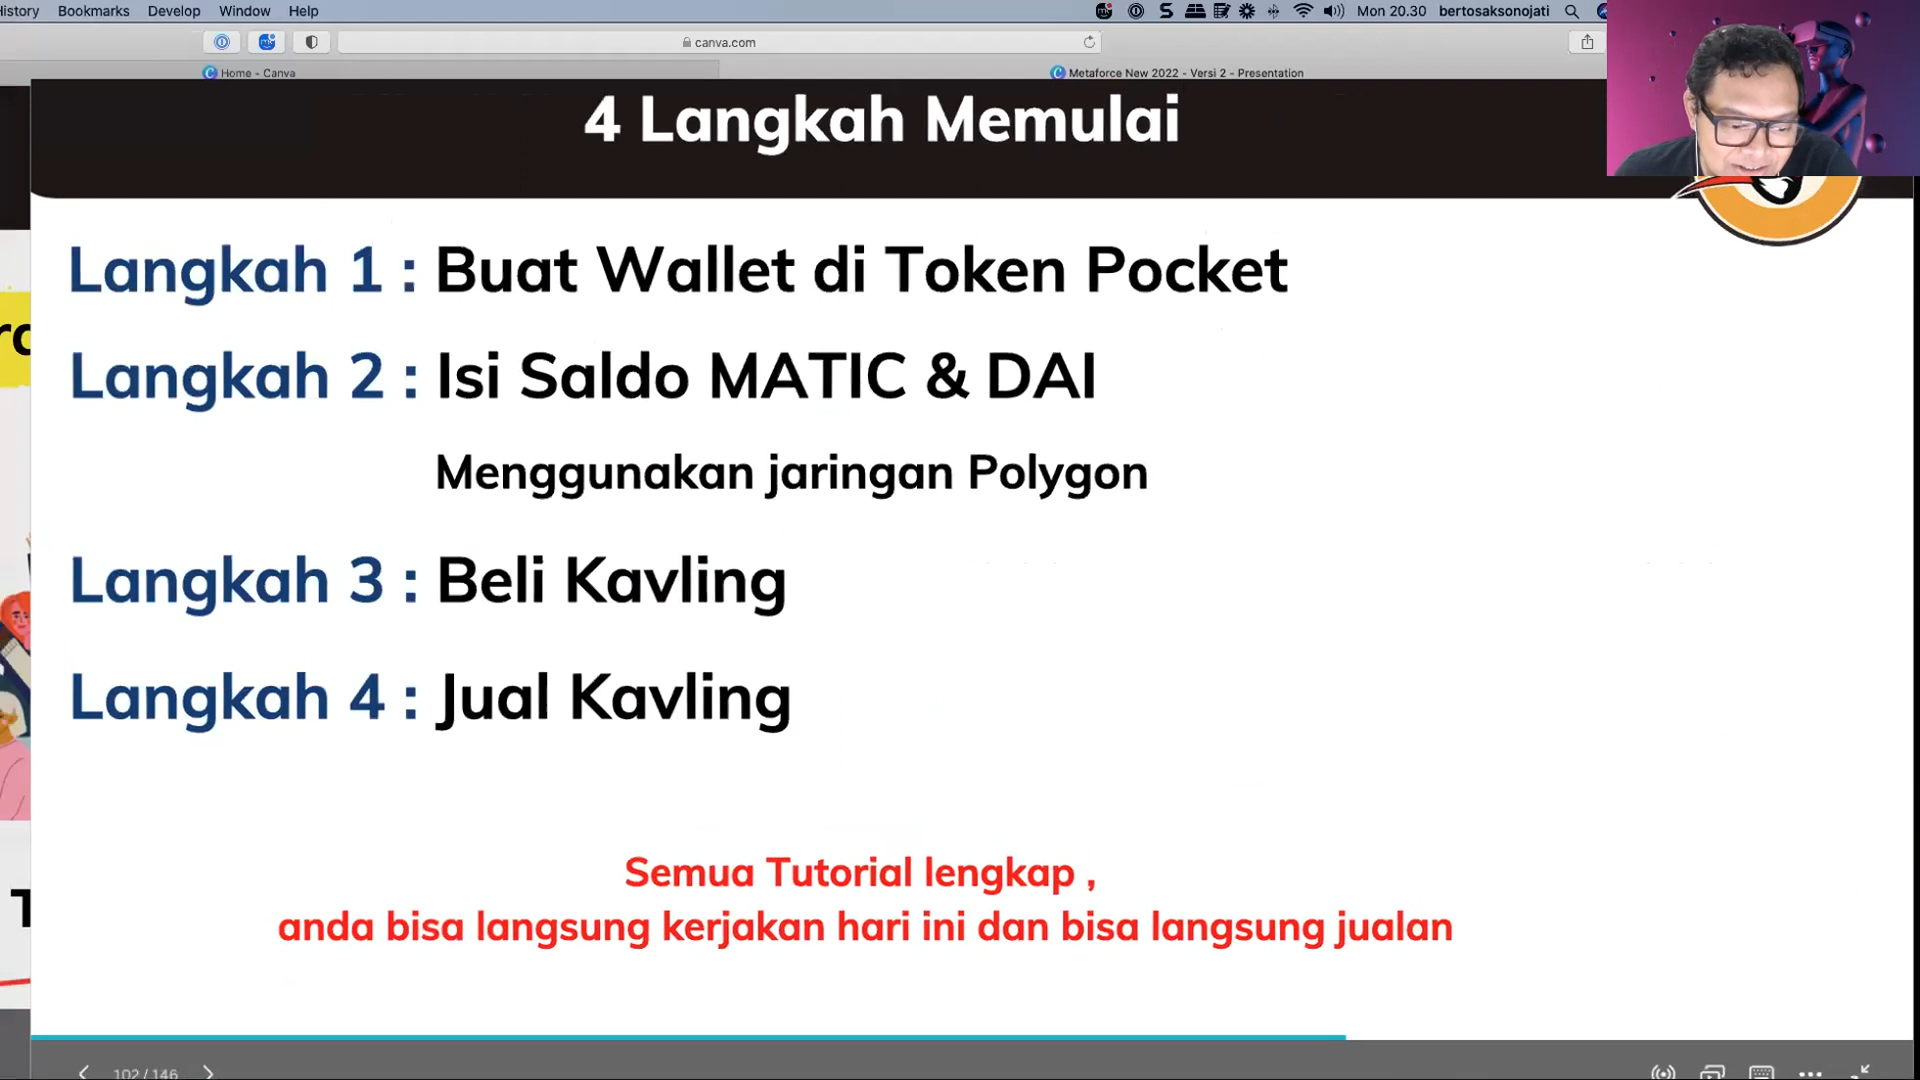 History Bookmarks Develop Window Help Mon 20.30 bertosaksonojati
canva.com
Home - Canva Metaforce New 2022 - Versi 2 - Presentation
4 Langkah Memulai
Langkah 1 : Buat Wallet di Token Pocket
Langkah 2 : Isi Saldo MATIC & DAI
Menggunakan jaringan Polygon
Langkah 3 : Beli Kavling
Langkah 4 : Jual Kavling
Semua Tutorial lengkap ,
anda bisa langsung kerjakan hari ini dan bisa langsung jualan
102 / 146